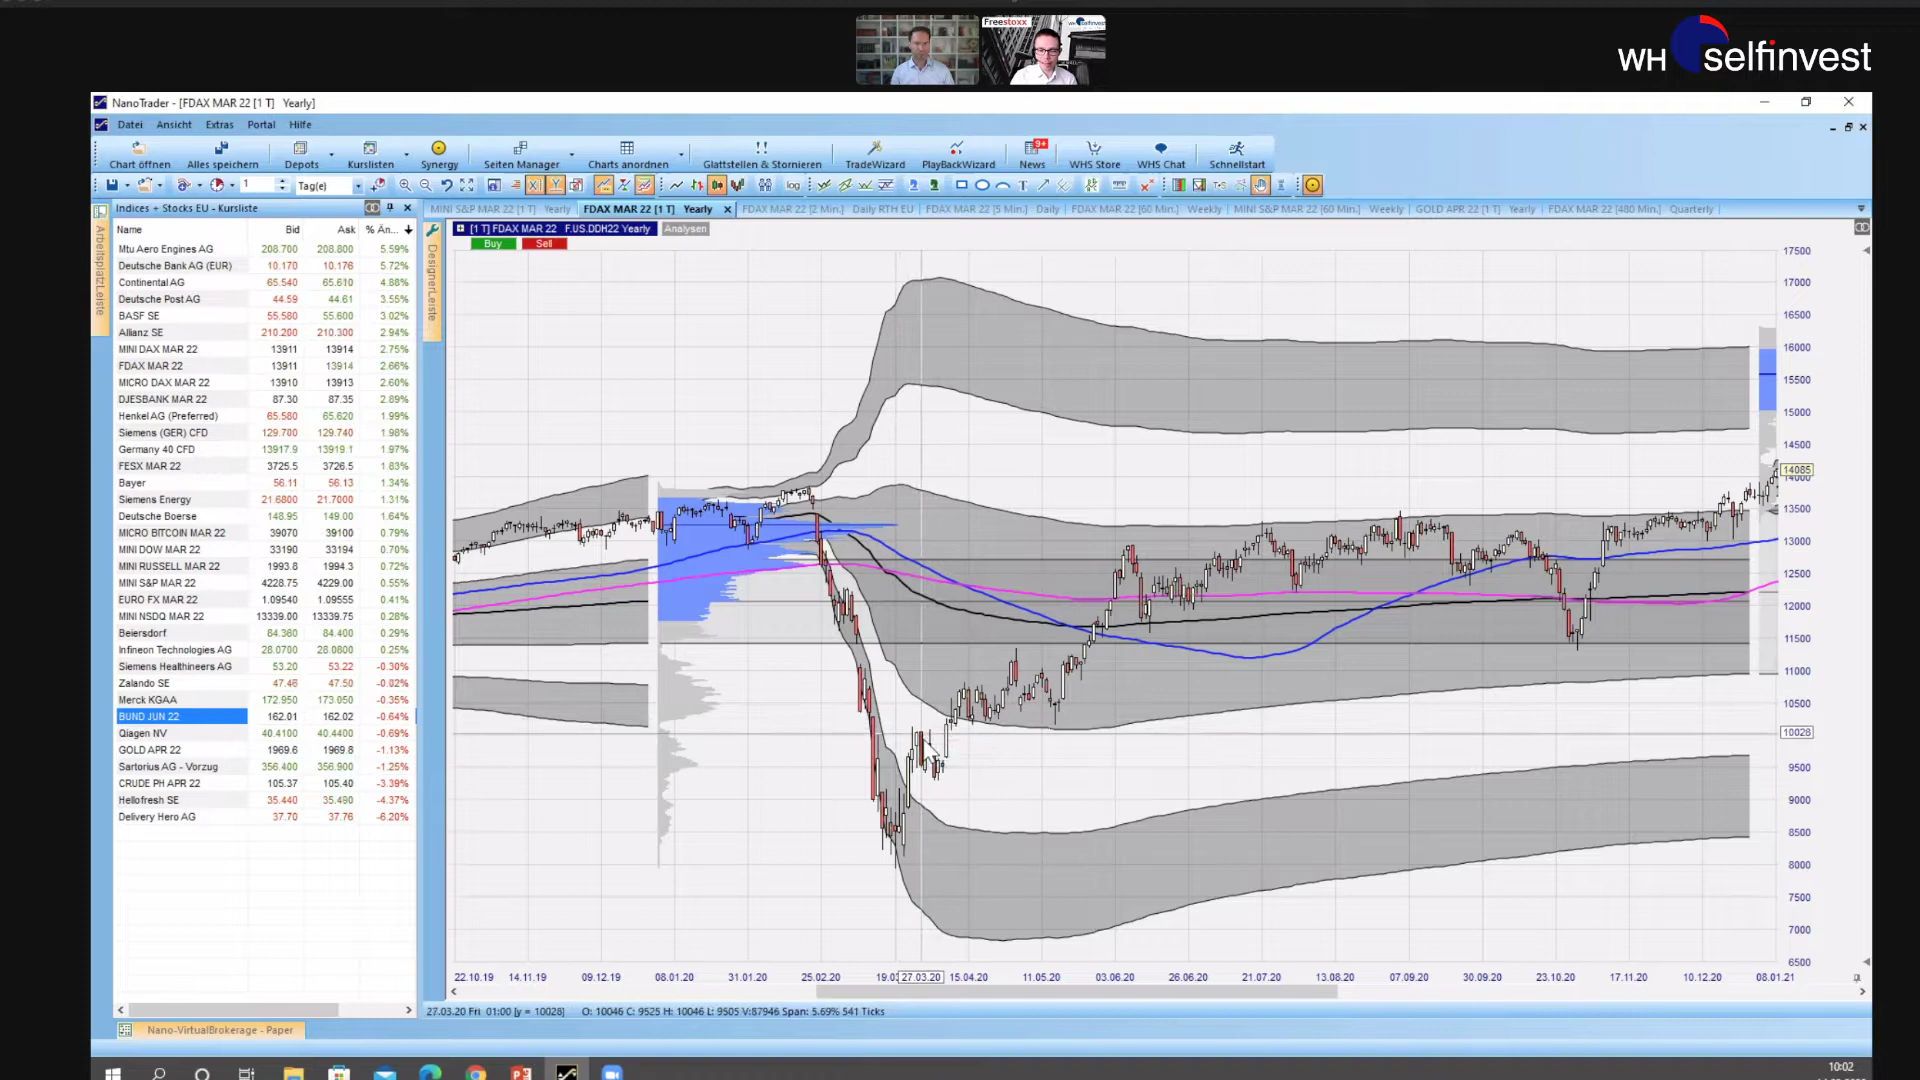 Freestoxx
WH selfinvest
NanoTrader - [FDAX MAR 22 [1 T] Yearly]
Datei Ansicht Extras Portal Hilfe
Chart öffnen Alles speichern Depots Kurslisten Synergy Seiten Manager Charts anordnen Glattstellen & Stornieren TradeWizard PlayBackWizard News 9+ WHS Store WHS Chat Schnellstart
1 Tag(e) log
Indices + Stocks EU - Kursliste
MINI S&P MAR 22 [1 T] Yearly FDAX MAR 22 [1 T] Yearly FDAX MAR 22 [2 Min.] Daily RTH EU FDAX MAR 22 [5 Min.] Daily FDAX MAR 22 [60 Min.] Weekly MINI S&P MAR 22 [60 Min.] Weekly GOLD APR 22 [1 T] Yearly FDAX MAR 22 [480 Min.] Quarterly
ArbeitsplatzLeiste
DesignerLeiste
[1 T] FDAX MAR 22 F.US.DDH22 Yearly Analysen
Buy Sell
Name Bid Ask % Än...
Mtu Aero Engines AG 208.700 208.800 5.59%
Deutsche Bank AG (EUR) 10.170 10.176 5.72%
Continental AG 65.540 65.610 4.88%
Deutsche Post AG 44.59 44.61 3.55%
BASF SE 55.580 55.600 3.02%
Allianz SE 210.200 210.300 2.94%
MINI DAX MAR 22 13911 13914 2.75%
FDAX MAR 22 13911 13914 2.66%
MICRO DAX MAR 22 13910 13913 2.60%
DJESBANK MAR 22 87.30 87.35 2.89%
Henkel AG (Preferred) 65.580 65.620 1.99%
Siemens (GER) CFD 129.700 129.740 1.98%
Germany 40 CFD 13917.9 13919.1 1.97%
FESX MAR 22 3725.5 3726.5 1.83%
Bayer 56.11 56.13 1.34%
Siemens Energy 21.6800 21.7000 1.31%
Deutsche Boerse 148.95 149.00 1.64%
MICRO BITCOIN MAR 22 39070 39100 0.79%
MINI DOW MAR 22 33190 33194 0.70%
MINI RUSSELL MAR 22 1993.8 1994.3 0.72%
MINI S&P MAR 22 4228.75 4229.00 0.55%
EURO FX MAR 22 1.09540 1.09555 0.41%
MINI NSDQ MAR 22 13339.00 13339.75 0.28%
Beiersdorf 84.360 84.400 0.29%
Infineon Technologies AG 28.0700 28.0800 0.25%
Siemens Healthineers AG 53.20 53.22 -0.30%
Zalando SE 47.46 47.50 -0.02%
Merck KGAA 172.950 173.050 -0.35%
BUND JUN 22 162.01 162.02 -0.64%
Qiagen NV 40.4100 40.4400 -0.69%
GOLD APR 22 1969.6 1969.8 -1.13%
Sartorius AG - Vorzug 356.400 356.900 -1.25%
CRUDE PH APR 22 105.37 105.40 -3.39%
Hellofresh SE 35.440 35.490 -4.37%
Delivery Hero AG 37.70 37.76 -6.20%
17500
17000
16500
16000
15500
15000
14500
14085
13500
13000
12500
12000
11500
11000
10500
10028
9500
9000
8500
8000
7500
7000
6500
22.10.19 14.11.19 09.12.19 08.01.20 31.01.20 25.02.20 27.03.20 15.04.20 11.05.20 03.06.20 26.06.20 21.07.20 13.08.20 07.09.20 30.09.20 23.10.20 17.11.20 10.12.20 08.01.21
27.03.20 Fri 01:00 [y = 10028] O: 10046 C: 9525 H: 10046 L: 9505 V:87946 Span: 5.69% 541 Ticks
Nano-VirtualBrokerage - Paper
10:02